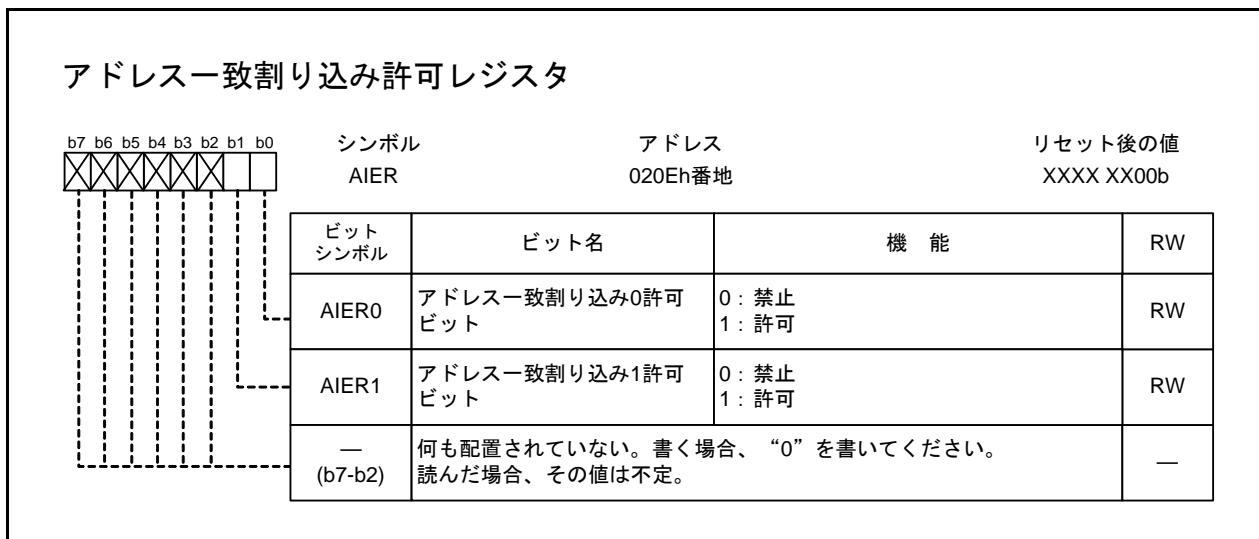 アドレス一致割り込み許可レジスタ
b7 b6 b5 b4 b3 b2 b1 b0
シンボル アドレス リセット後の値
AIER 020Eh番地 XXXX XX00b
ビット
シンボル
ビット名 機 能 RW
AIER0
アドレス一致割り込み0許可
ビット
0:禁止
1:許可
RW
AIER1
アドレス一致割り込み1許可
ビット
0:禁止
1:許可
RW
—
(b7-b2)
何も配置されていない。書く場合、“0”を書いてください。
読んだ場合、その値は不定。
—